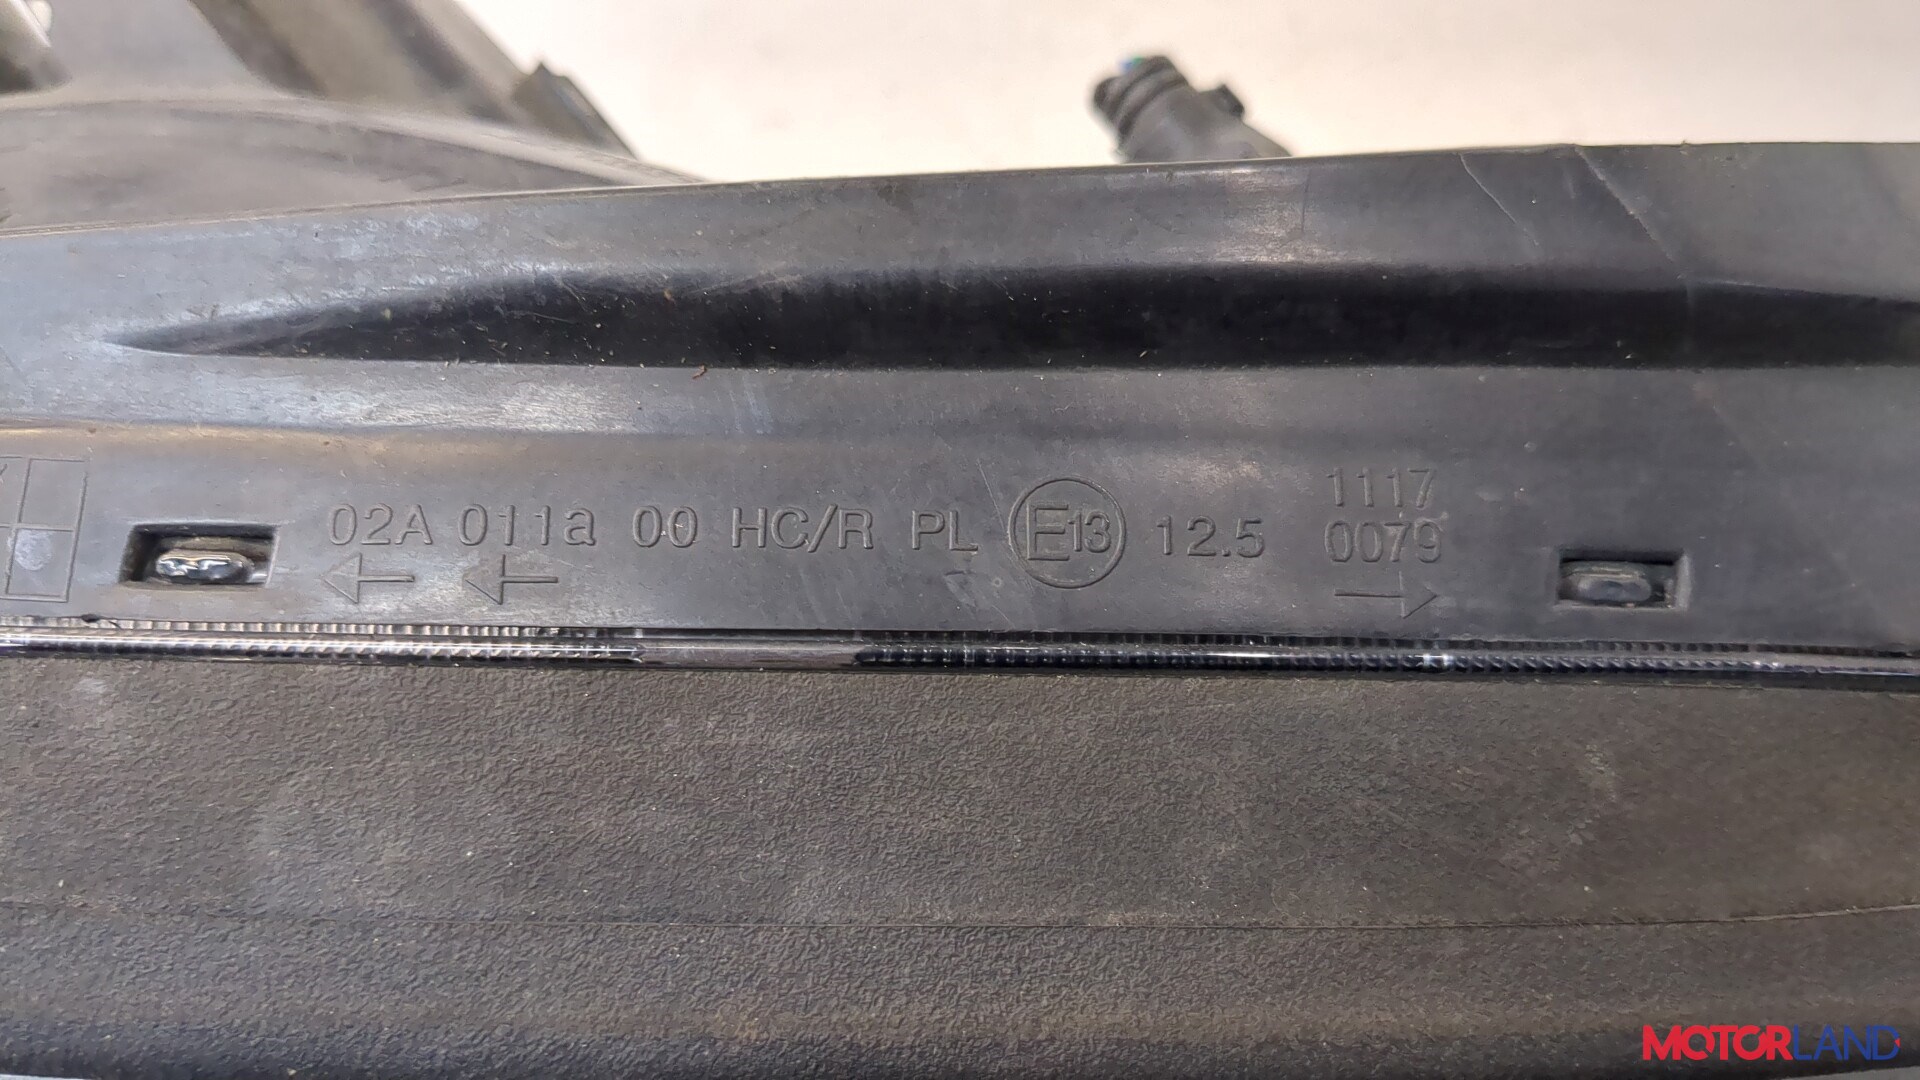 02A 011a 00 HC/R PL E13 12.5 1117
0079
MOTORLAND